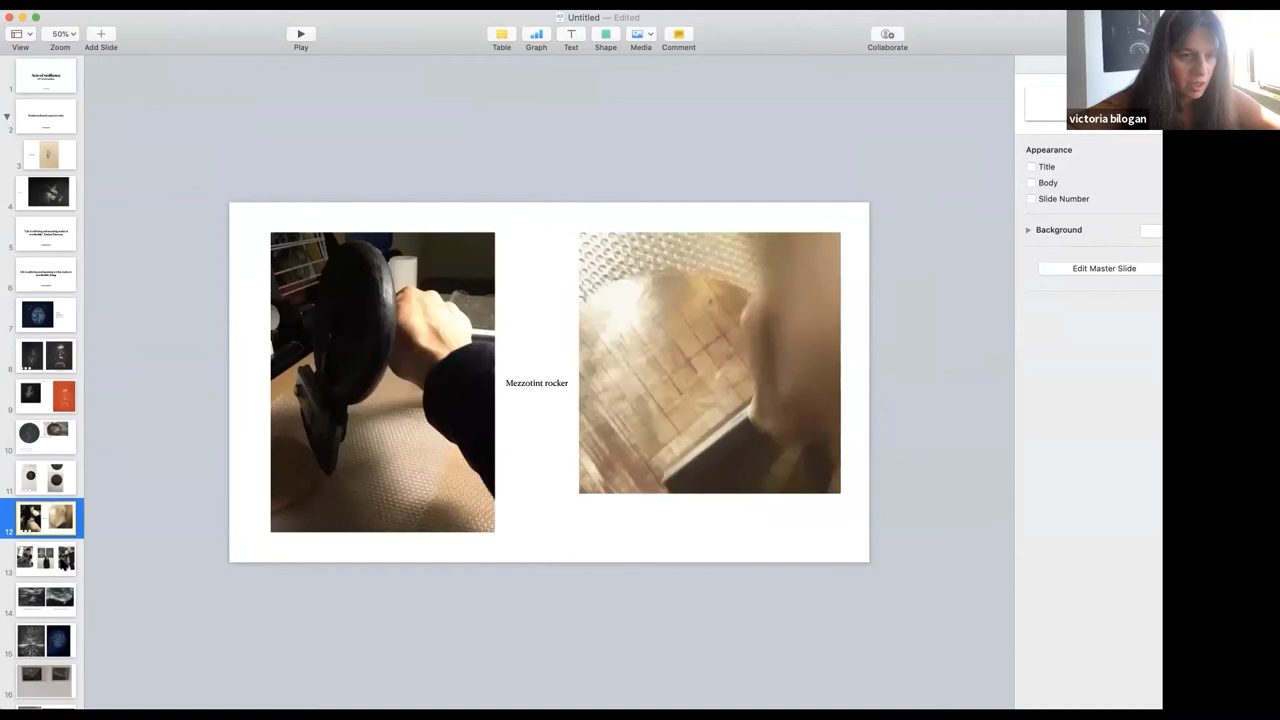 Untitled — Edited
50%
View
Zoom
Add Slide
Play
Table
Graph
Text
Shape
Media
Comment
Collaborate
victoria bilogan
1
2
3
4
5
6
7
8
9
10
11
12
13
14
15
16
Mezzotint rocker
Appearance
Title
Body
Slide Number
Background
Edit Master Slide